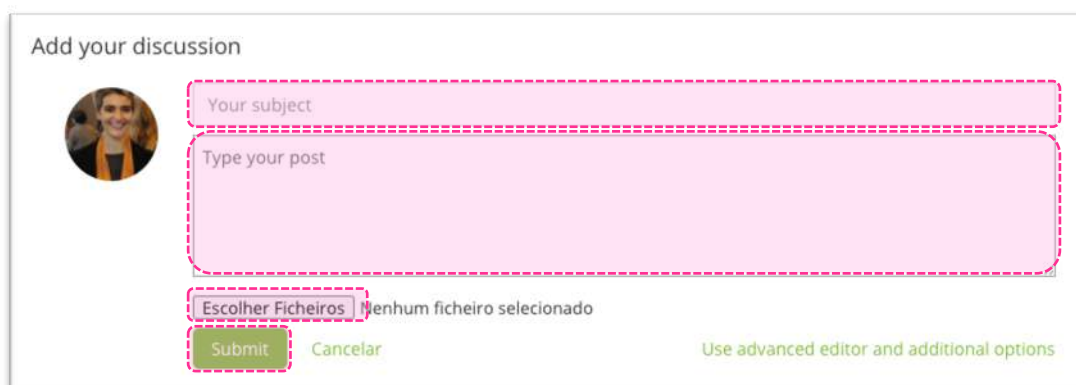 Add your discussion
Your subject
Type your post
Escolher Ficheiros Nenhum ficheiro selecionado
Submit Cancelar Use advanced editor and additional options